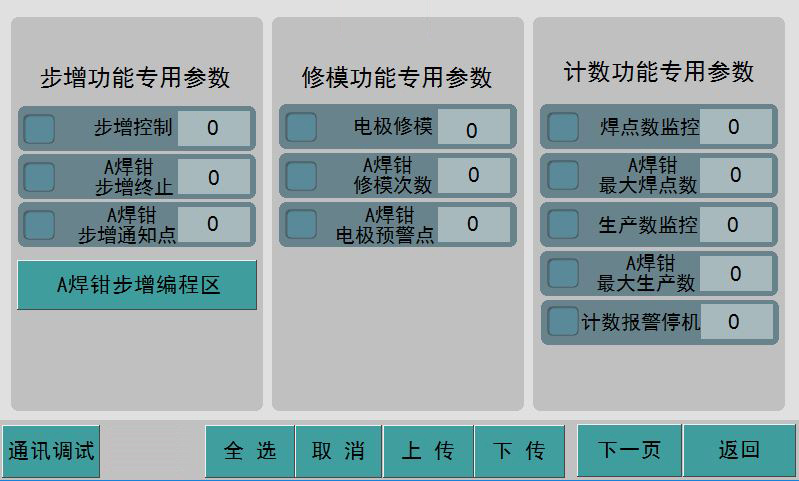 步增功能专用参数
步增控制 0
A焊钳
步增终止 0
A焊钳
步增通知点 0
A焊钳步增编程区
修模功能专用参数
电极修模 0
A焊钳
修模次数 0
A焊钳
电极预警点 0
计数功能专用参数
焊点数监控 0
A焊钳
最大焊点数 0
生产数监控 0
A焊钳
最大生产数 0
计数报警停机 0
通讯调试 全 选 取 消 上 传 下 传 下一页 返回